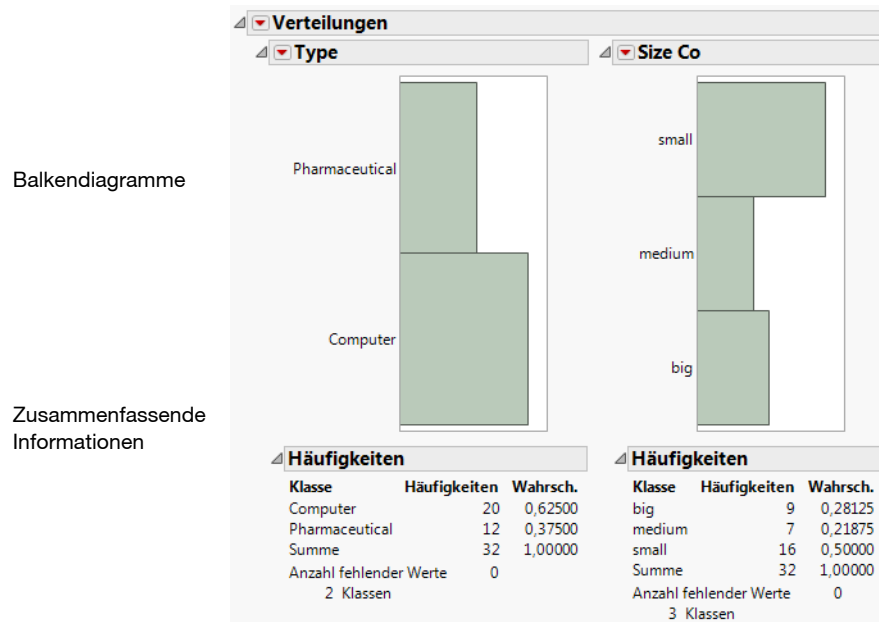 Verteilungen
Type
Size Co
Balkendiagramme
Pharmaceutical
Computer
small
medium
big
Zusammenfassende
Informationen
Häufigkeiten
Klasse Häufigkeiten Wahrsch.
Computer 20 0,62500
Pharmaceutical 12 0,37500
Summe 32 1,00000
Anzahl fehlender Werte 0
2 Klassen
Häufigkeiten
Klasse Häufigkeiten Wahrsch.
big 9 0,28125
medium 7 0,21875
small 16 0,50000
Summe 32 1,00000
Anzahl fehlender Werte 0
3 Klassen